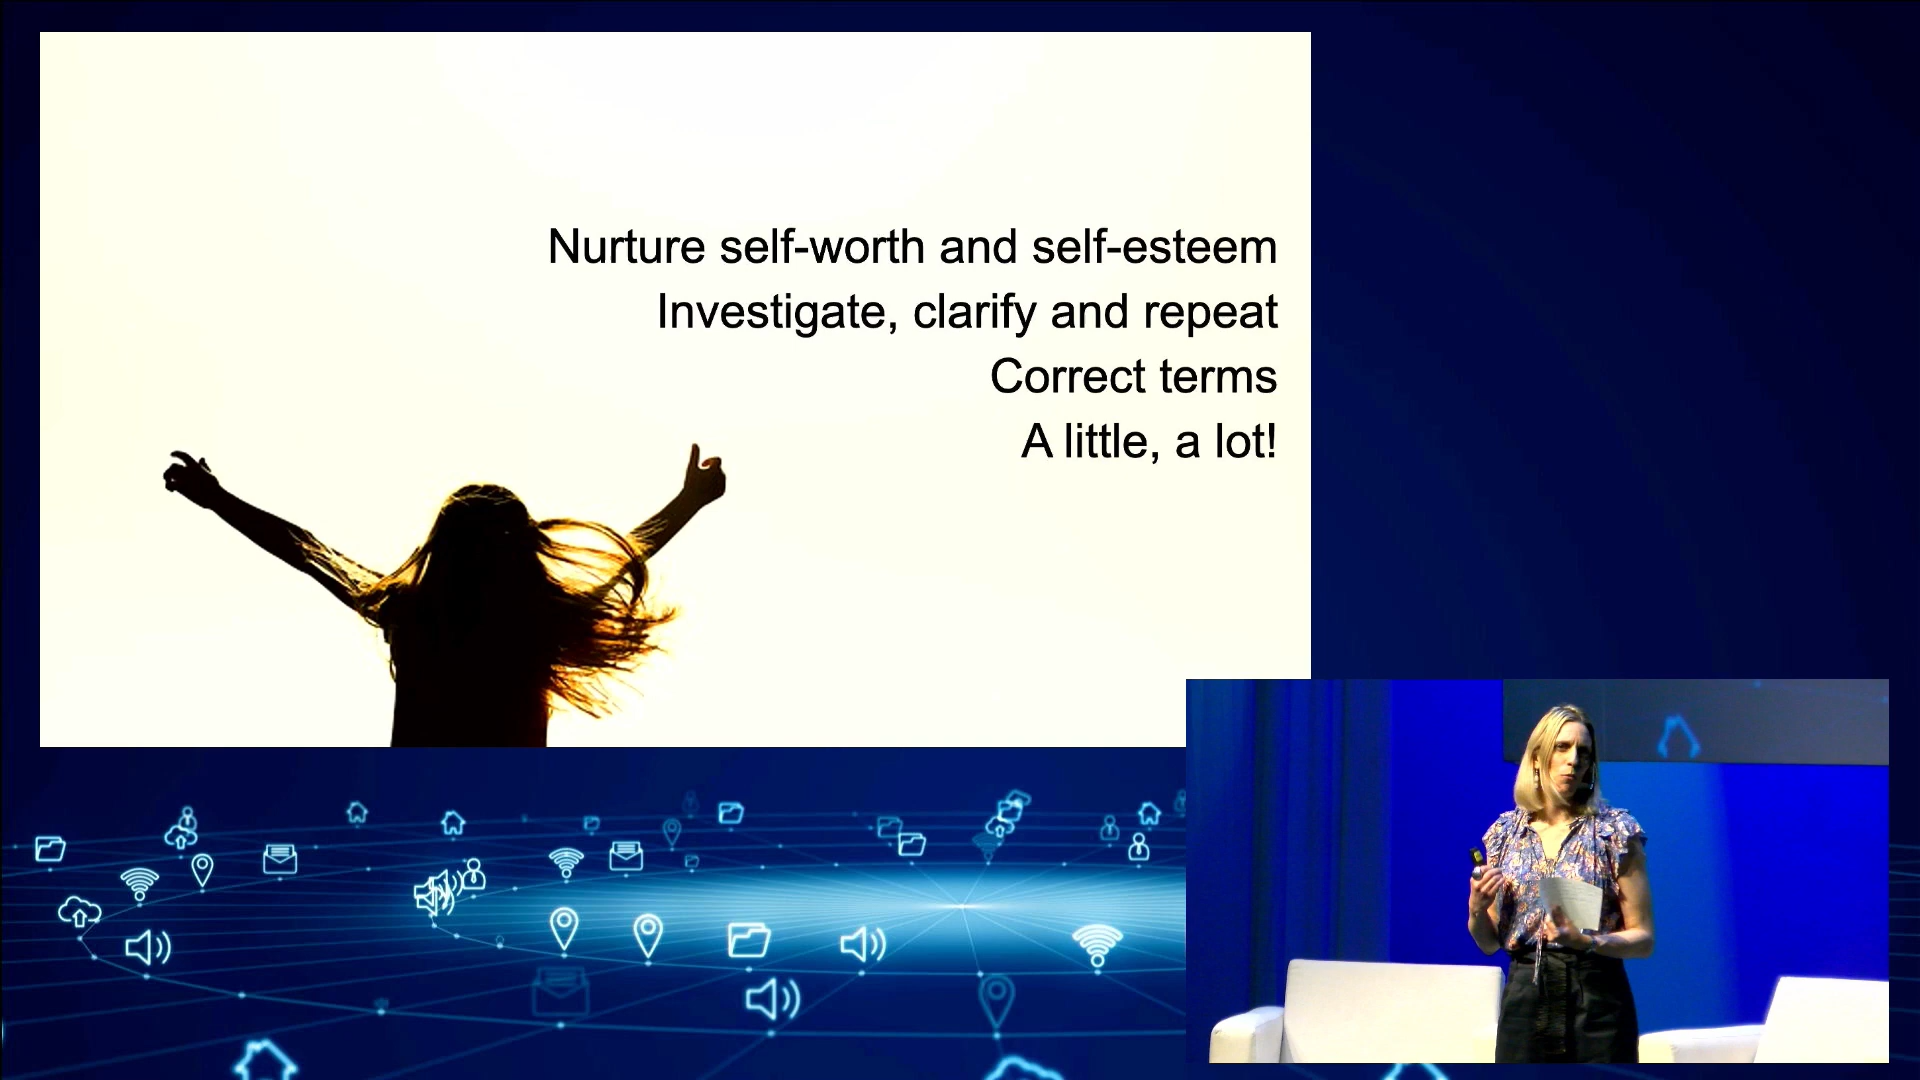 Nurture self-worth and self-esteem
Investigate, clarify and repeat
Correct terms
A little, a lot!